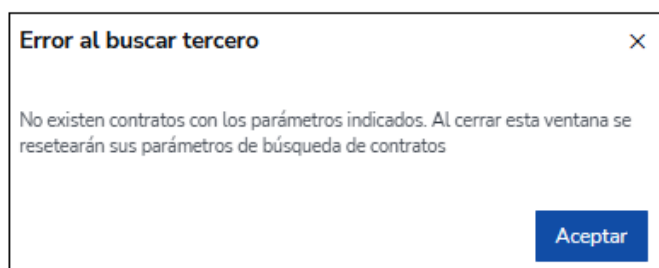 Error al buscar tercero
No existen contratos con los parámetros indicados. Al cerrar esta ventana se
resetearán sus parámetros de búsqueda de contratos
Aceptar